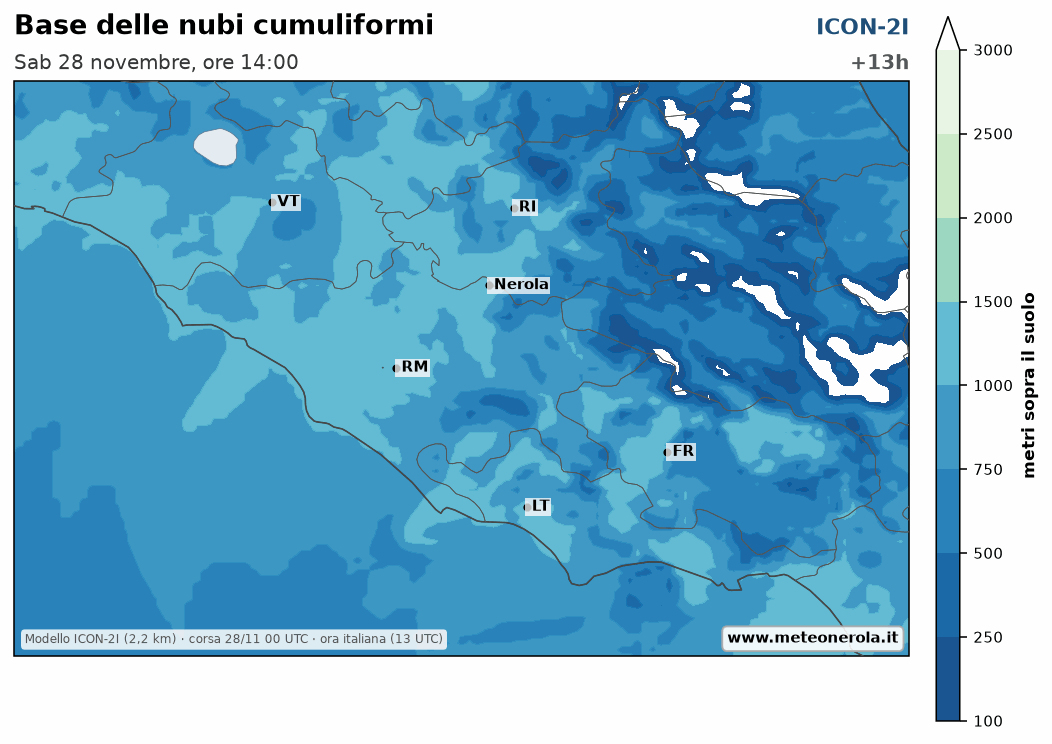 Base delle nubi cumuliformi
ICON-2I
Sab 28 novembre, ore 14:00
+13h
3000
2500
2000
1500
1000
750
500
250
100
metri sopra il suolo
VT
RI
Nerola
RM
FR
LT
Modello ICON-2I (2,2 km) · corsa 28/11 00 UTC · ora italiana (13 UTC)
www.meteonerola.it